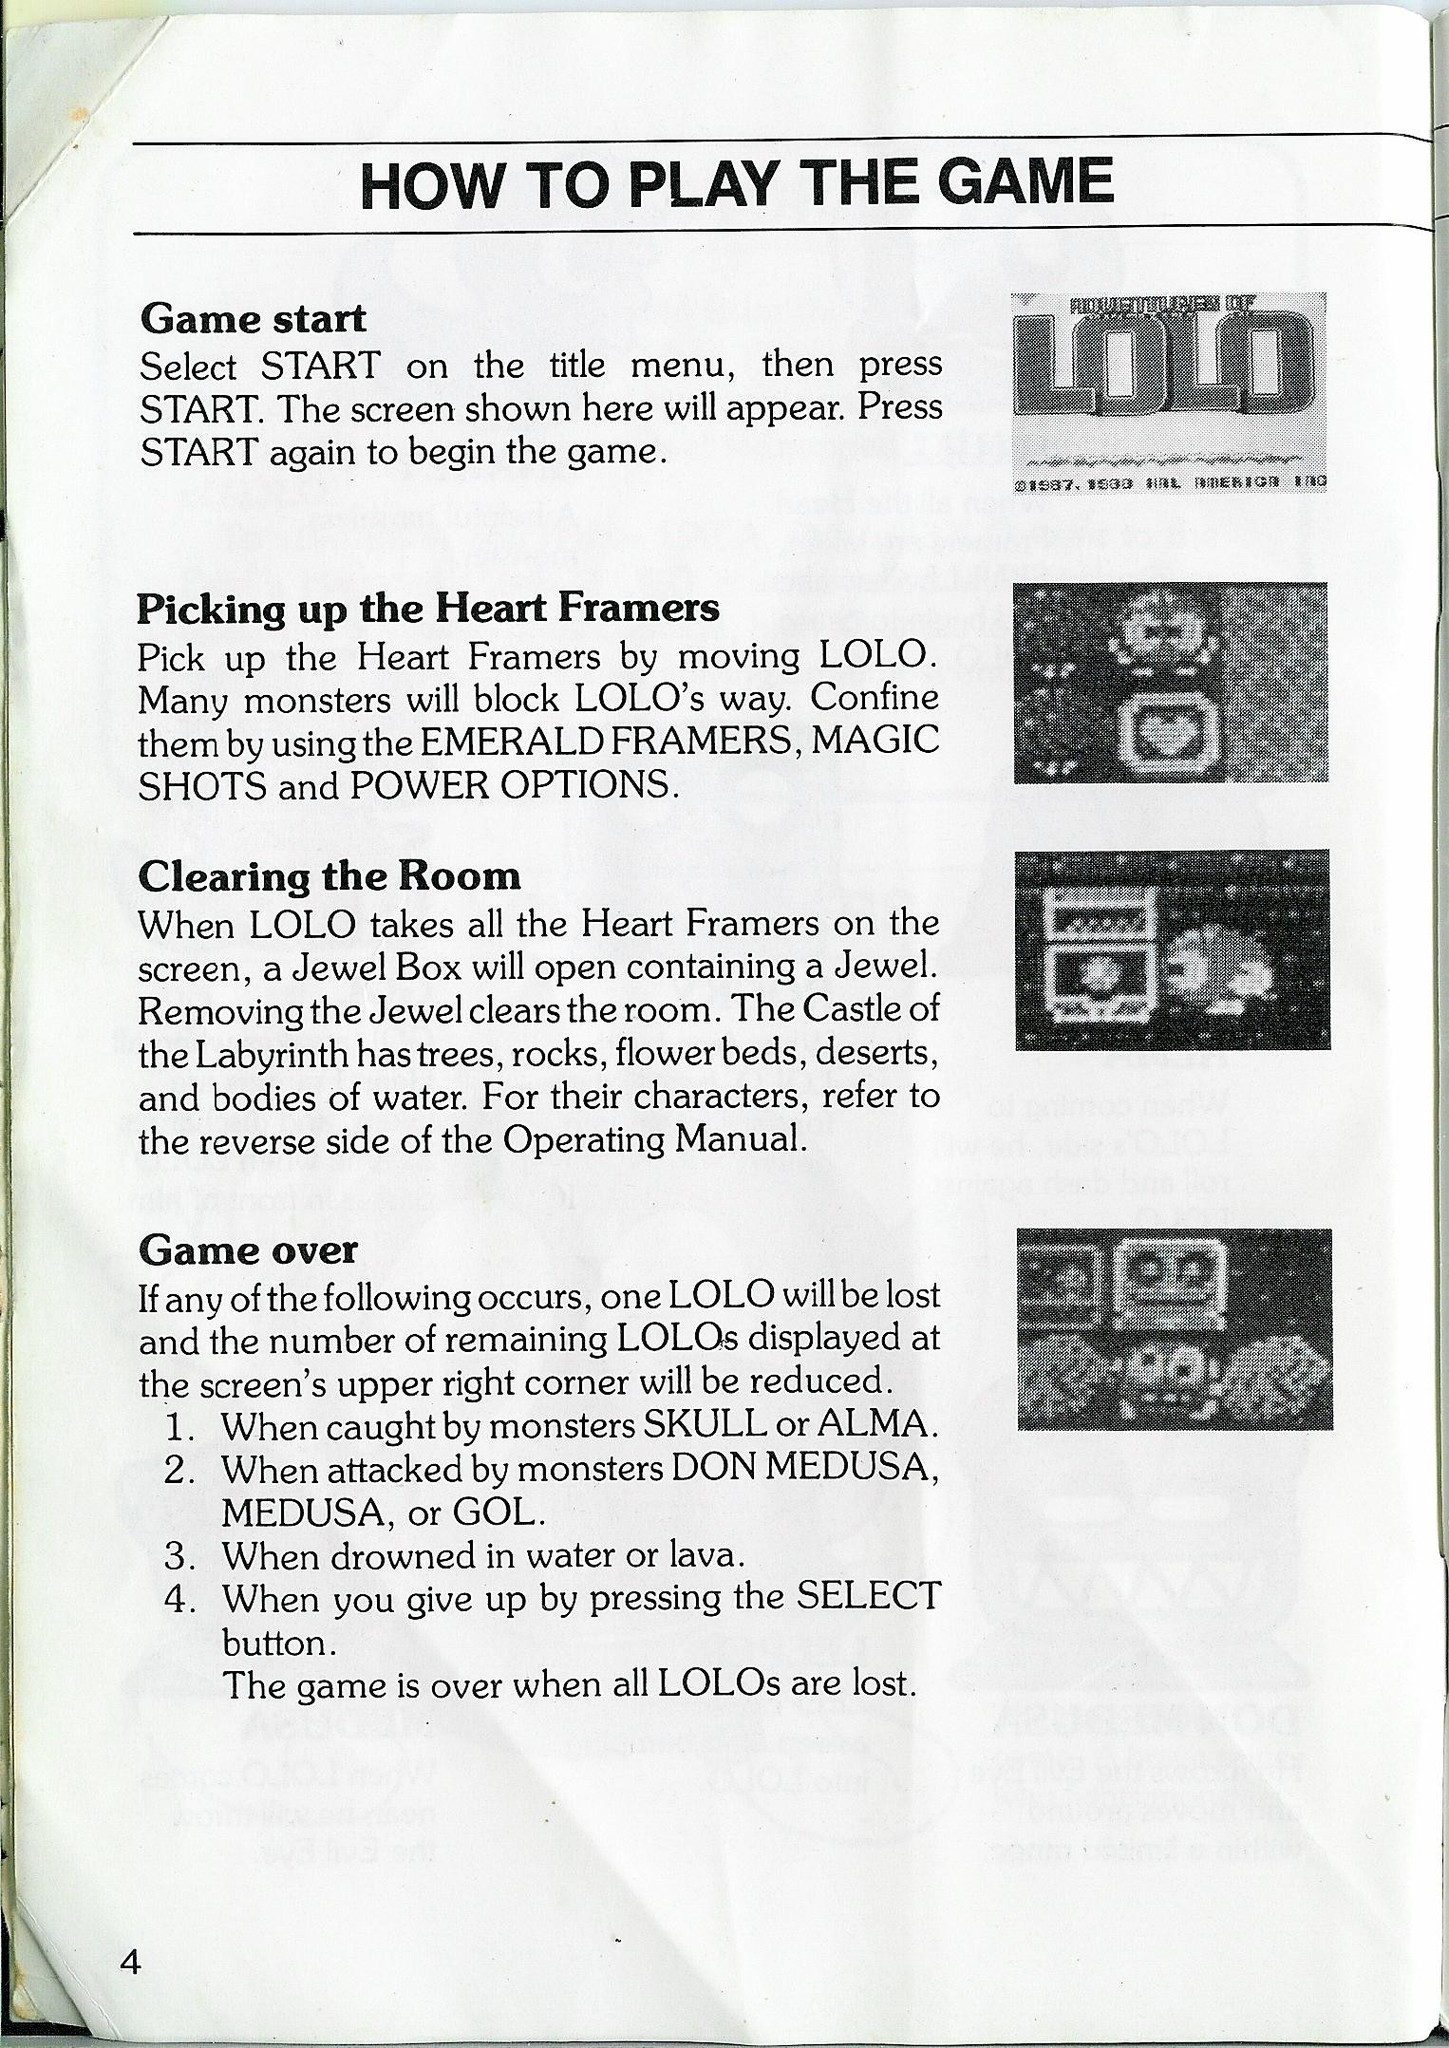 HOW TO PLAY THE GAME
Game start
Select START on the title menu, then press
START. The screen shown here will appear. Press
START again to begin the game.
ADVENTURES OF
LOLO
Picking up the Heart Framers
Pick up the Heart Framers by moving LOLO.
Many monsters will block LOLO's way. Confine
them by using the EMERALD FRAMERS, MAGIC
SHOTS and POWER OPTIONS.
Clearing the Room
When LOLO takes all the Heart Framers on the
screen, a Jewel Box will open containing a Jewel.
Removing the Jewel clears the room. The Castle of
the Labyrinth has trees, rocks, flower beds, deserts,
and bodies of water. For their characters, refer to
the reverse side of the Operating Manual.
Game over
If any of the following occurs, one LOLO will be lost
and the number of remaining LOLOs displayed at
the screen's upper right corner will be reduced.
1. When caught by monsters SKULL or ALMA.
2. When attacked by monsters DON MEDUSA,
MEDUSA, or GOL.
3. When drowned in water or lava.
4. When you give up by pressing the SELECT
button.
The game is over when all LOLOs are lost.
4